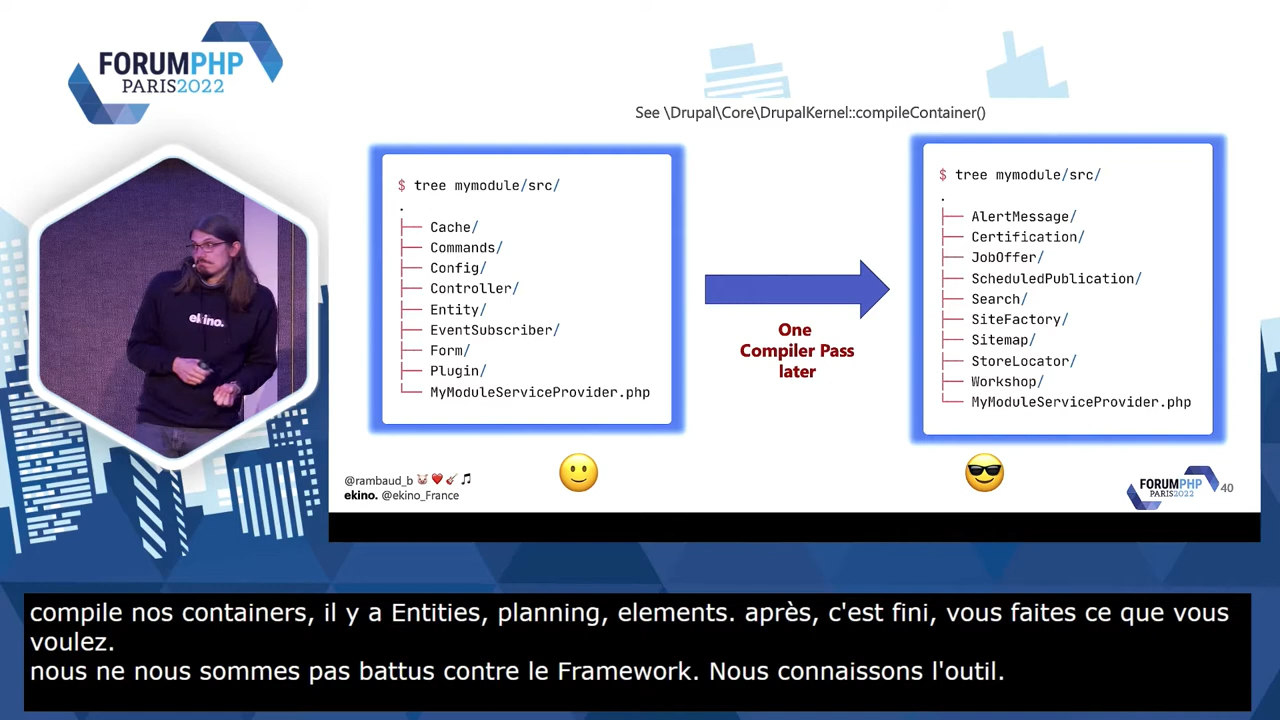 FORUMPHP
PARIS2022
See \Drupal\Core\DrupalKernel::compileContainer()
$ tree mymodule/src/
.
├── Cache/
├── Commands/
├── Config/
├── Controller/
├── Entity/
├── EventSubscriber/
├── Form/
├── Plugin/
└── MyModuleServiceProvider.php
One
Compiler Pass
later
$ tree mymodule/src/
.
├── AlertMessage/
├── Certification/
├── JobOffer/
├── ScheduledPublication/
├── Search/
├── SiteFactory/
├── Sitemap/
├── StoreLocator/
├── Workshop/
└── MyModuleServiceProvider.php
ekino.
@rambaud_b 🐷❤️🎸🎵
ekino. @ekino_France
FORUMPHP
PARIS2022
40
compile nos containers, il y a Entities, planning, elements. après, c'est fini, vous faites ce que vous
voulez.
nous ne nous sommes pas battus contre le Framework. Nous connaissons l'outil.